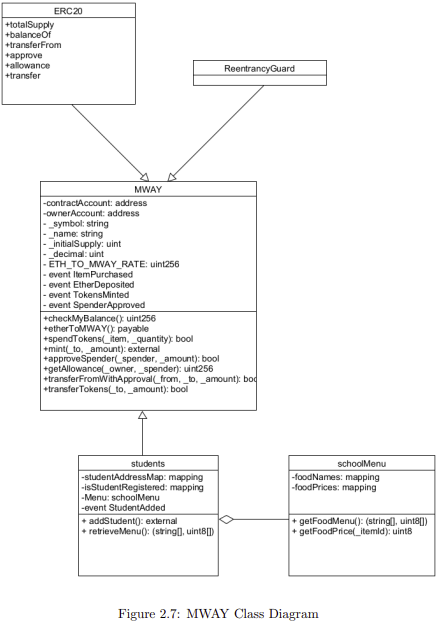 ERC20
+totalSupply
+balanceOf
+transferFrom
+approve
+allowance
+transfer
ReentrancyGuard
MWAY
-contractAccount: address
-ownerAccount: address
- _symbol: string
- _name: string
- _initialSupply: uint
- _decimal: uint
- ETH_TO_MWAY_RATE: uint256
- event ItemPurchased
- event EtherDeposited
- event TokensMinted
- event SpenderApproved
+checkMyBalance(): uint256
+etherToMWAY(): payable
+spendTokens(_item, _quantity): bool
+mint(_to, _amount): external
+approveSpender(_spender, _amount): bool
+getAllowance(_owner, _spender): uint256
+transferFromWithApproval(_from, _to, _amount): boo
+transferTokens(_to, _amount): bool
students
-studentAddressMap: mapping
-isStudentRegistered: mapping
-Menu: schoolMenu
-event StudentAdded
+ addStudent(): external
+ retrieveMenu(): (string[], uint8[])
schoolMenu
-foodNames: mapping
-foodPrices: mapping
+ getFoodMenu(): (string[], uint8[])
+ getFoodPrice(_itemId): uint8
Figure 2.7: MWAY Class Diagram